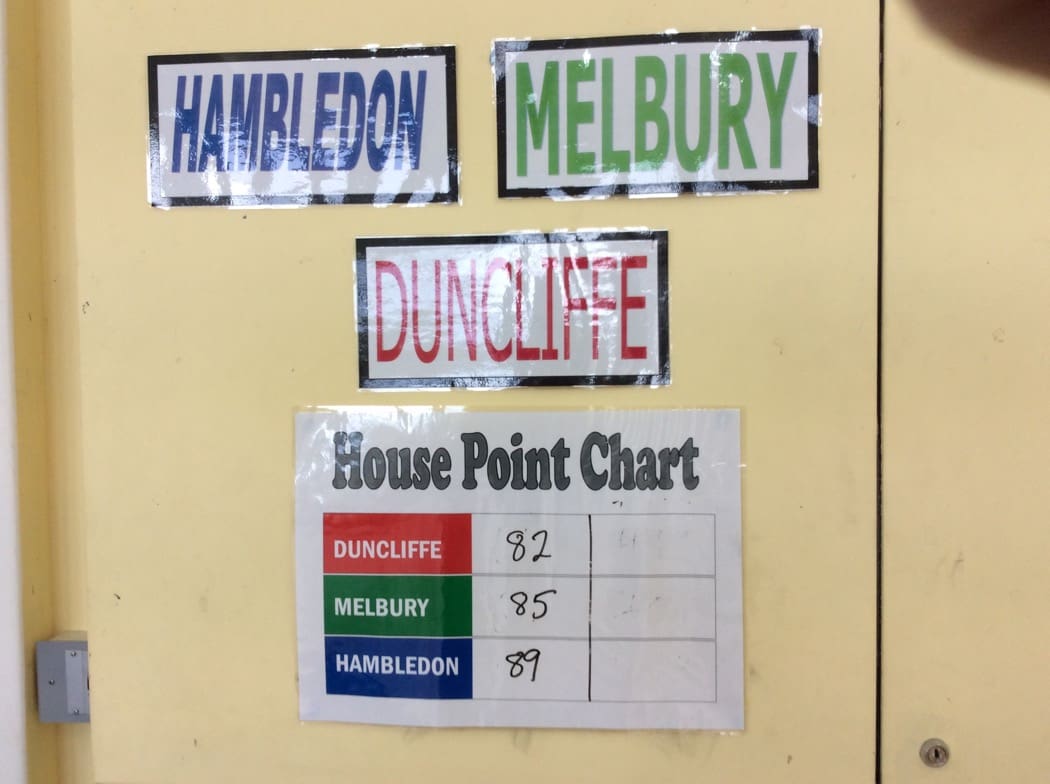 HAMBLEDON
MELBURY
DUNCLIFFE
House Point Chart
DUNCLIFFE 82
MELBURY 85
HAMBLEDON 89